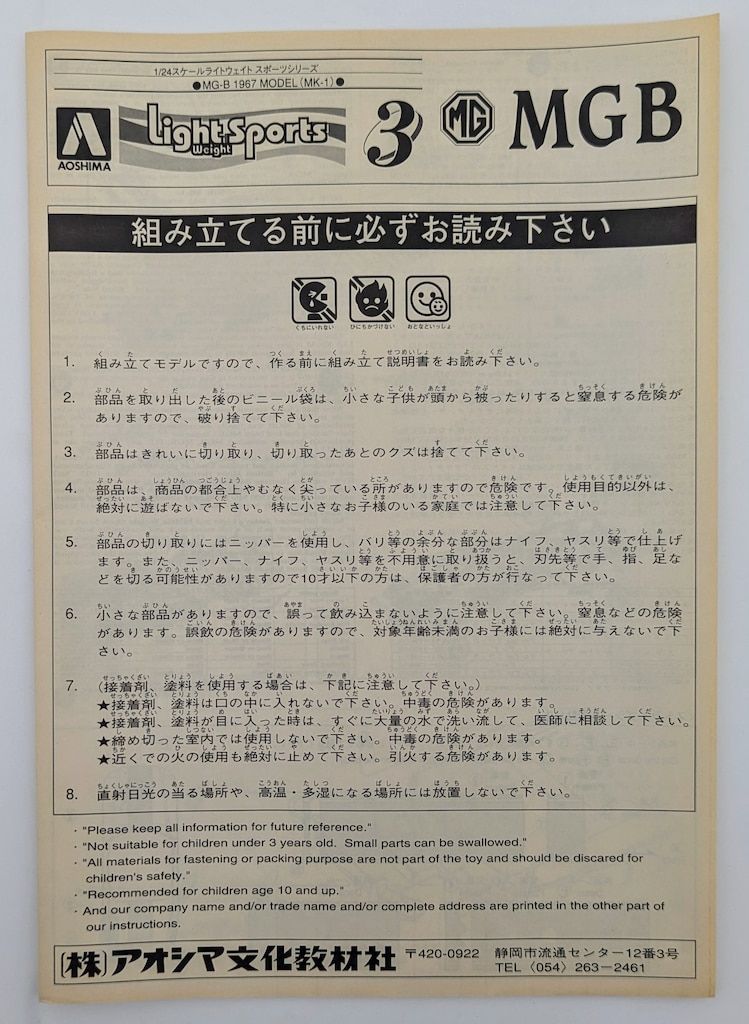 1/24スケールライトウェイト スポーツシリーズ
●MG-B 1967 MODEL(MK-1)●
AOSHIMA
Light Sports
Weight
3
MG
MGB
組み立てる前に必ずお読み下さい
くちにいれない ひにちかづけない おとなといっしょ
1. 組み立てモデルですので、作る前に組み立て説明書をお読み下さい。
2. 部品を取り出した後のビニール袋は、小さな子供が頭から被ったりすると窒息する危険が
ありますので、破り捨てて下さい。
3. 部品はきれいに切り取り、切り取ったあとのクズは捨てて下さい。
4. 部品は、商品の都合上やむなく尖っている所がありますので危険です。使用目的以外は、
絶対に遊ばないで下さい。特に小さなお子様のいる家庭では注意して下さい。
5. 部品の切り取りにはニッパーを使用し、バリ等の余分な部分はナイフ、ヤスリ等で仕上げ
ます。また、ニッパー、ナイフ、ヤスリ等を不用意に取り扱うと、刃先等で手、指、足な
どを切る可能性がありますので10才以下の方は、保護者の方が行なって下さい。
6. 小さな部品がありますので、誤って飲み込まないように注意して下さい。窒息などの危険
があります。誤飲の危険がありますので、対象年齢未満のお子様には絶対に与えないで下
さい。
7. (接着剤、塗料を使用する場合は、下記に注意して下さい。)
★接着剤、塗料は口の中に入れないで下さい。中毒の危険があります。
★接着剤、塗料が目に入った時は、すぐに大量の水で洗い流して、医師に相談して下さい。
★締め切った室内では使用しないで下さい。中毒の危険があります。
★近くでの火の使用も絶対に止めて下さい。引火する危険があります。
8. 直射日光の当る場所や、高温・多湿になる場所には放置しないで下さい。
· "Please keep all information for future reference."
· "Not suitable for children under 3 years old. Small parts can be swallowed."
· "All materials for fastening or packing purpose are not part of the toy and should be discared for
children's safety."
· "Recommended for children age 10 and up."
· And our company name and/or trade name and/or complete address are printed in the other part of
our instructions.
(株)アオシマ文化教材社 〒420-0922 静岡市流通センター12番3号
TEL〈054〉263-2461